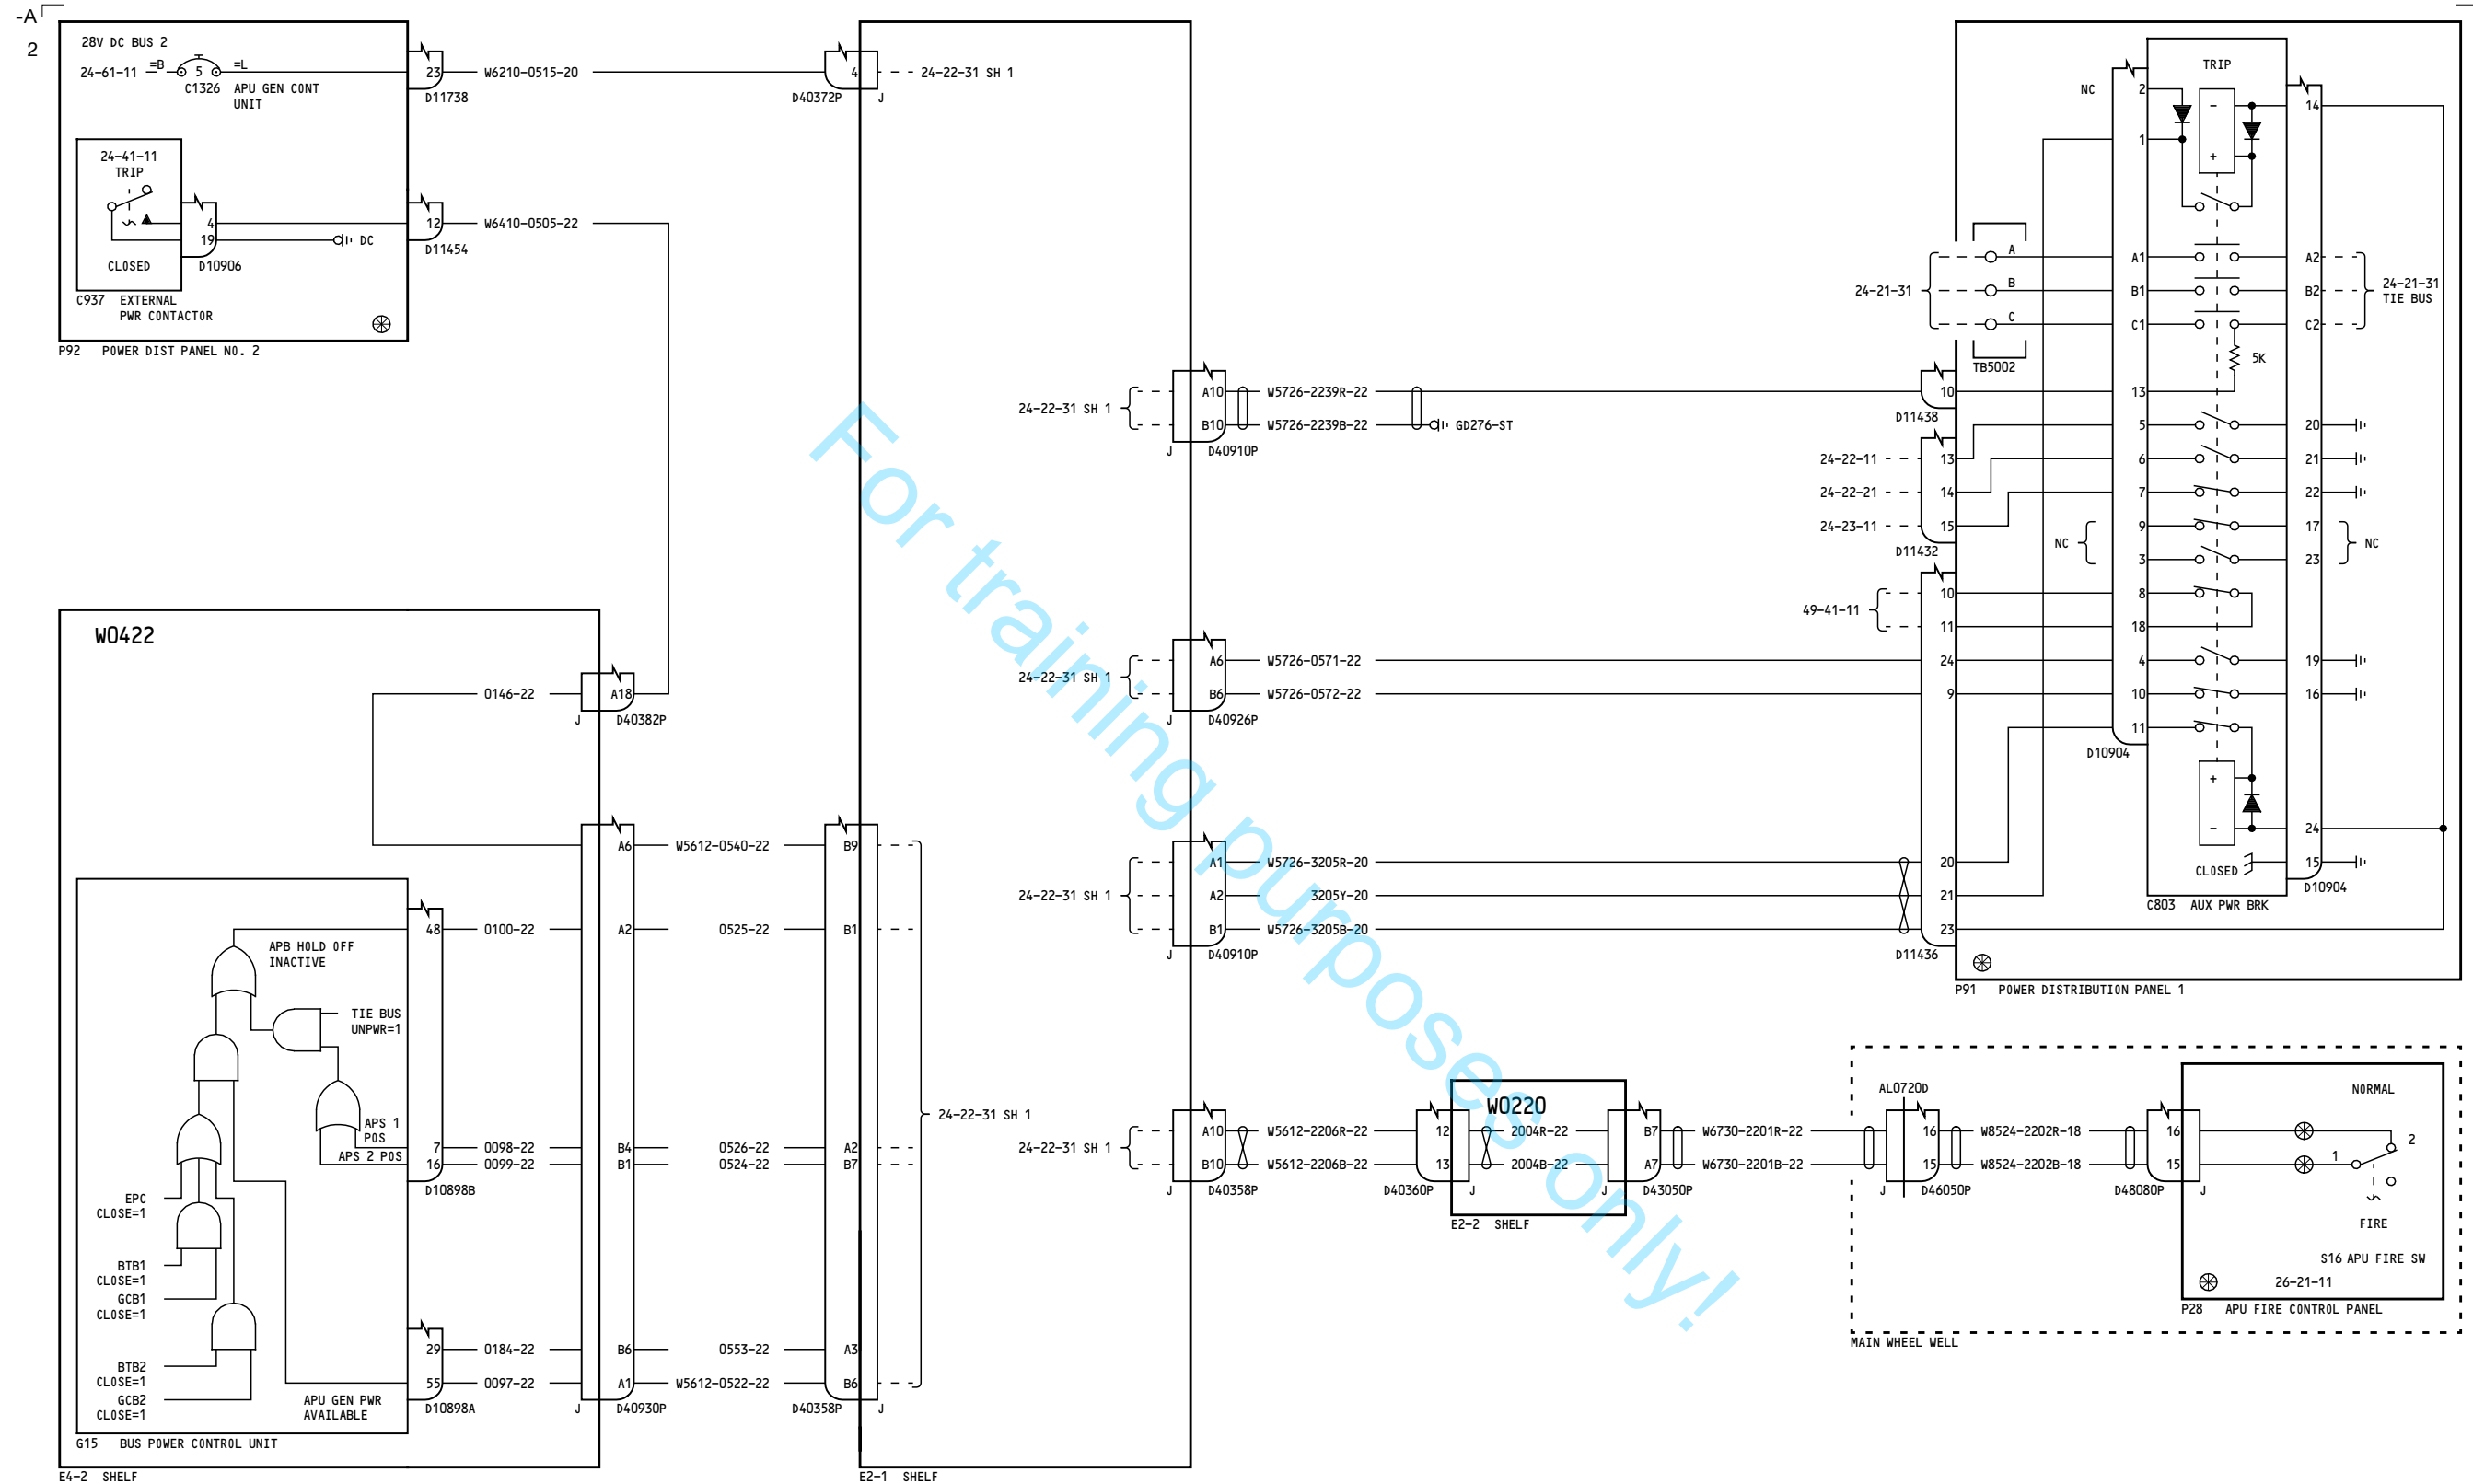 -A
2
28V DC BUS 2
24-61-11 =B 5 =L
C1326 APU GEN CONT
UNIT
23 W6210-0515-20
D11738
4 24-22-31 SH 1
D40372P J
24-41-11
TRIP
4
19 DC
CLOSED
D10906
12 W6410-0505-22
D11454
C937 EXTERNAL
PWR CONTACTOR
P92 POWER DIST PANEL NO. 2
W0422
0146-22 A18
J D40382P
A6 W5612-0540-22 B9
48 0100-22 A2 0525-22 B1
APB HOLD OFF
INACTIVE
TIE BUS
UNPWR=1
APS 1
POS
7 0098-22 B4 0526-22 A2
APS 2 POS 16 0099-22 B1 0524-22 B7
D10898B
24-22-31 SH 1
EPC
CLOSE=1
BTB1
CLOSE=1
GCB1
CLOSE=1
29 0184-22 B6 0553-22 A3
BTB2
CLOSE=1
55 0097-22 A1 W5612-0522-22 B6
GCB2
CLOSE=1
APU GEN PWR
AVAILABLE
D10898A
J D40930P
D40358P J
G15 BUS POWER CONTROL UNIT
E4-2 SHELF
E2-1 SHELF
24-22-31 SH 1
A10 W5726-2239R-22
B10 W5726-2239B-22 GD276-ST
J D40910P
24-22-31 SH 1
A6 W5726-0571-22
B6 W5726-0572-22
J D40926P
24-22-31 SH 1
A1 W5726-3205R-20
A2 3205Y-20
B1 W5726-3205B-20
J D40910P
24-22-31 SH 1
A10 W5612-2206R-22
B10 W5612-2206B-22
J D40358P
12
13
D40360P J
W0220
2004R-22
2004B-22
B7
A7
J D43050P
E2-2 SHELF
W6730-2201R-22
W6730-2201B-22
AL0720D
16
15
J D46050P
W8524-2202R-18
W8524-2202B-18
16
15
D48080P J
NORMAL
1
2
FIRE
S16 APU FIRE SW
26-21-11
P28 APU FIRE CONTROL PANEL
MAIN WHEEL WELL
TRIP
NC 2
1
-
+
14
24-21-31
A
B
C
TB5002
A1
B1
C1
A2
B2
C2
24-21-31
TIE BUS
5K
10
D11438
13
24-22-11 13
24-22-21 14
24-23-11 15
D11432
5 20
6 21
7 22
NC
9 17
3 23
NC
49-41-11
10
11
8
18
24 4 19
9 10 16
11
D10904
+
-
24
CLOSED 15
D10904
C803 AUX PWR BRK
20
21
23
D11436
P91 POWER DISTRIBUTION PANEL 1
For training purposes only!